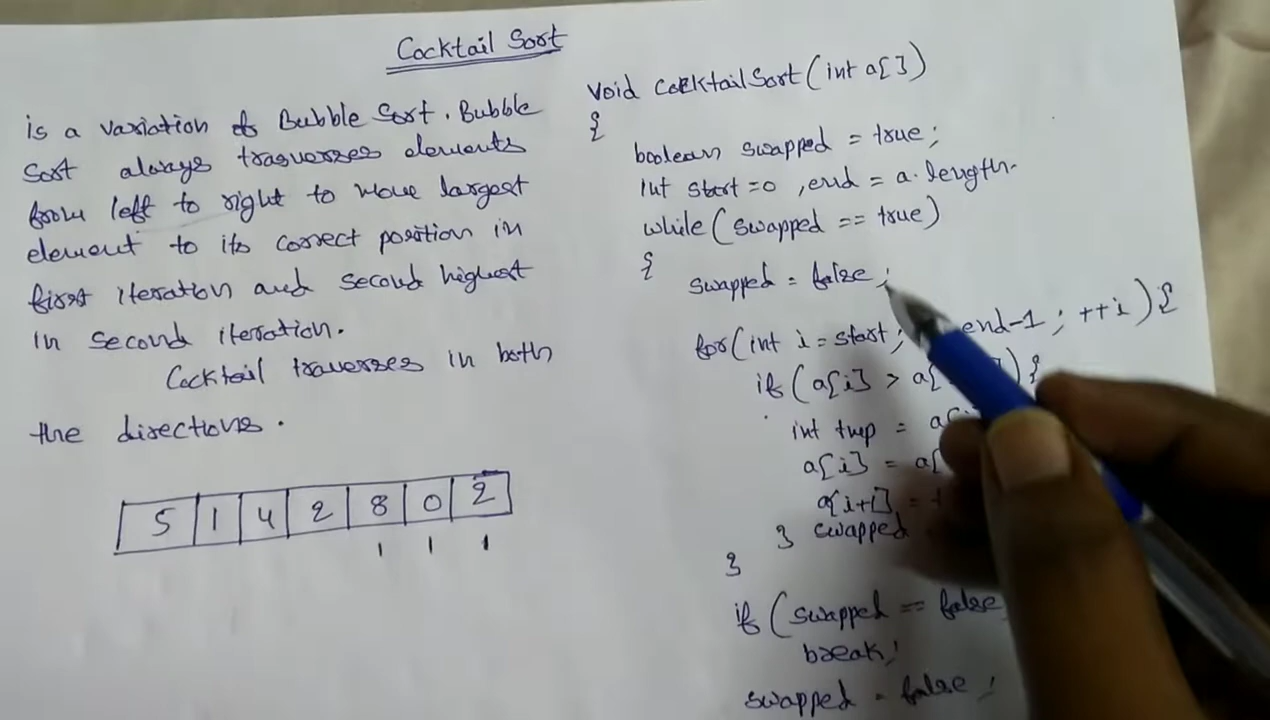 Cocktail Sort
is a variation of Bubble Sort. Bubble
Sort always trasverses elements
from left to right to move largest
element to its correct position in
first iteration and second highest
in second iteration.
Cocktail traverses in both
the directions.
5 1 4 2 8 0 2
void CocktailSort(int a[])
{
boolean swapped = true;
int start=0, end = a.length.
while(swapped == true)
{
swapped = false;
for(int i=start; end-1; ++i){
if (a[i] > a[ ]){
int tmp = a[
a[i] = a[
a[i+1] =
} swapped
}
if (swapped == false
break;
swapped = false;